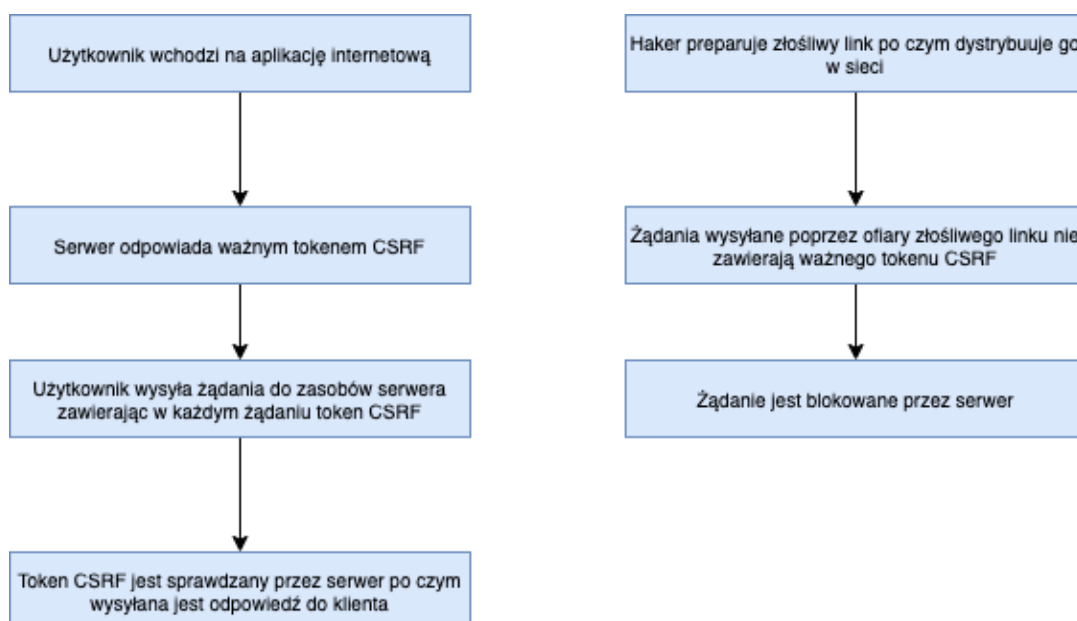 Użytkownik wchodzi na aplikację internetową
Serwer odpowiada ważnym tokenem CSRF
Użytkownik wysyła żądania do zasobów serwera
zawierając w każdym żądaniu token CSRF
Token CSRF jest sprawdzany przez serwer po czym
wysyłana jest odpowiedź do klienta
Haker preparuje złośliwy link po czym dystrybuuje go
w sieci
Żądania wysyłane poprzez ofiary złośliwego linku nie
zawierają ważnego tokenu CSRF
Żądanie jest blokowane przez serwer